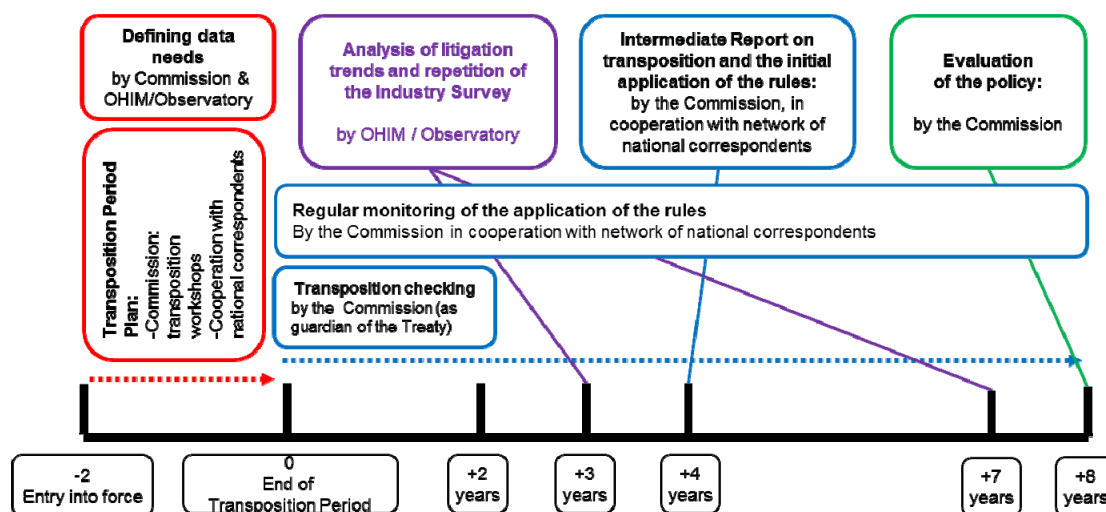 Defining data
needs
by Commission &
OHIM/Observatory
Analysis of litigation
trends and repetition of
the Industry Survey
by OHIM / Observatory
Intermediate Report on
transposition and the initial
application of the rules:
by the Commission, in
cooperation with network of
national correspondents
Evaluation
of the policy:
by the Commission
Transposition Period
Plan:
-Commission:
transposition
workshops
-Cooperation with
national correspondents
Regular monitoring of the application of the rules
By the Commission in cooperation with network of national correspondents
Transposition checking
by the Commission (as
guardian of the Treaty)
-2
Entry into force
0
End of
Transposition Period
+2
years
+3
years
+4
years
+7
years
+8
years